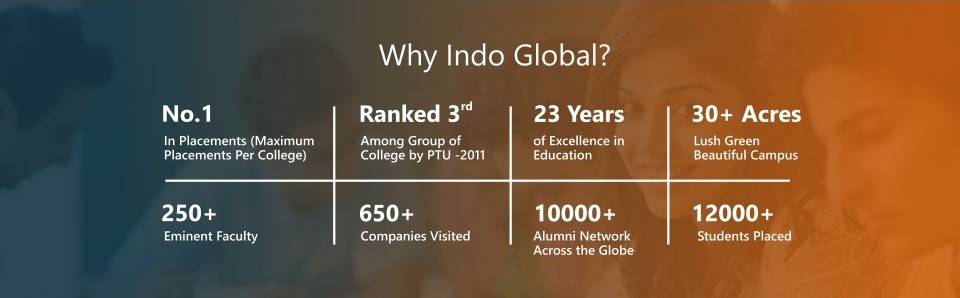 Why Indo Global?
No.1
In Placements (Maximum
Placements Per College)
Ranked 3rd
Among Group of
College by PTU -2011
23 Years
of Excellence in
Education
30+ Acres
Lush Green
Beautiful Campus
250+
Eminent Faculty
650+
Companies Visited
10000+
Alumni Network
Across the Globe
12000+
Students Placed